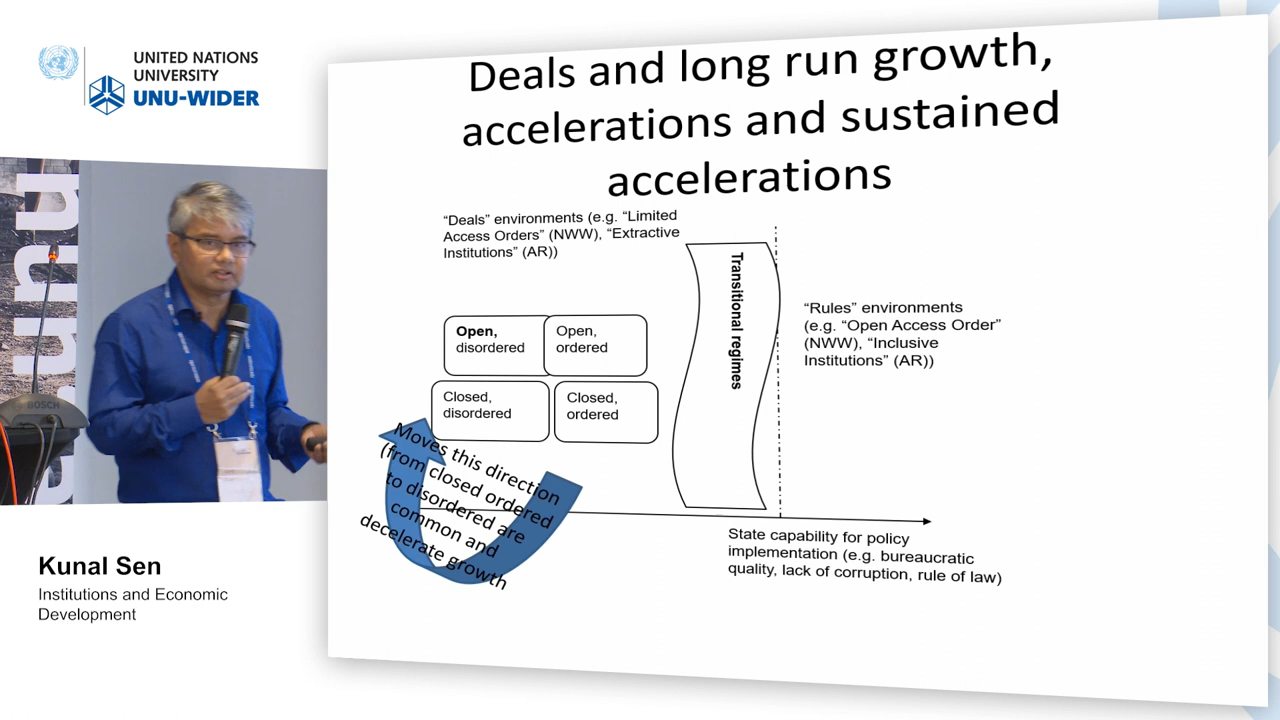 UNITED NATIONS
UNIVERSITY
UNU-WIDER
BOSCH
Kunal Sen
Institutions and Economic
Development
Deals and long run growth,
accelerations and sustained
accelerations
“Deals” environments (e.g. “Limited
Access Orders” (NWW), “Extractive
Institutions” (AR))
Transitional regimes
“Rules” environments
(e.g. “Open Access Order”
(NWW), “Inclusive
Institutions” (AR))
Open,
disordered
Open,
ordered
Closed,
disordered
Closed,
ordered
Moves this direction
(from closed ordered
to disordered are
common and
decelerate growth
State capability for policy
implementation (e.g. bureaucratic
quality, lack of corruption, rule of law)